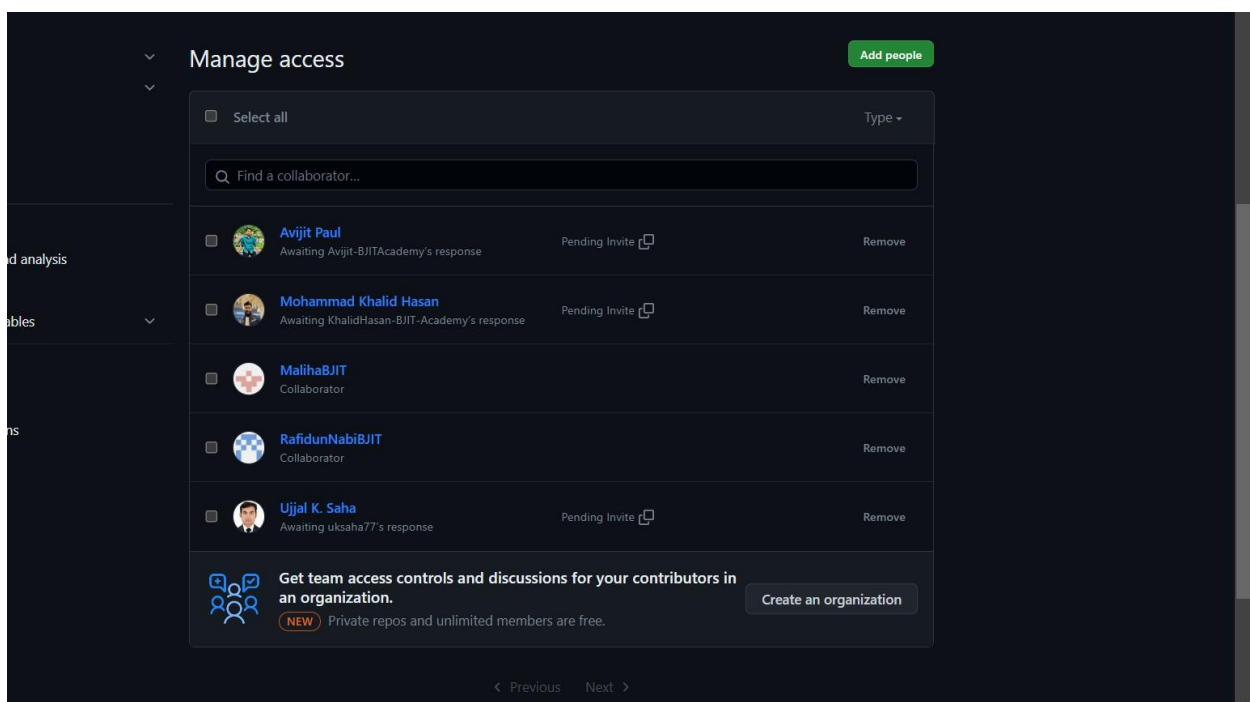 Manage access
Add people
Select all
Type
Find a collaborator...
Avijit Paul
Awaiting Avijit-BJITAcademy's response
Pending Invite
Remove
nd analysis
Mohammad Khalid Hasan
Awaiting KhalidHasan-BJIT-Academy's response
Pending Invite
Remove
ables
MalihaBJIT
Collaborator
Remove
RafidunNabiBJIT
Collaborator
Remove
ns
Ujjal K. Saha
Awaiting uksaha77's response
Pending Invite
Remove
Get team access controls and discussions for your contributors in
an organization.
NEW Private repos and unlimited members are free.
Create an organization
Previous Next